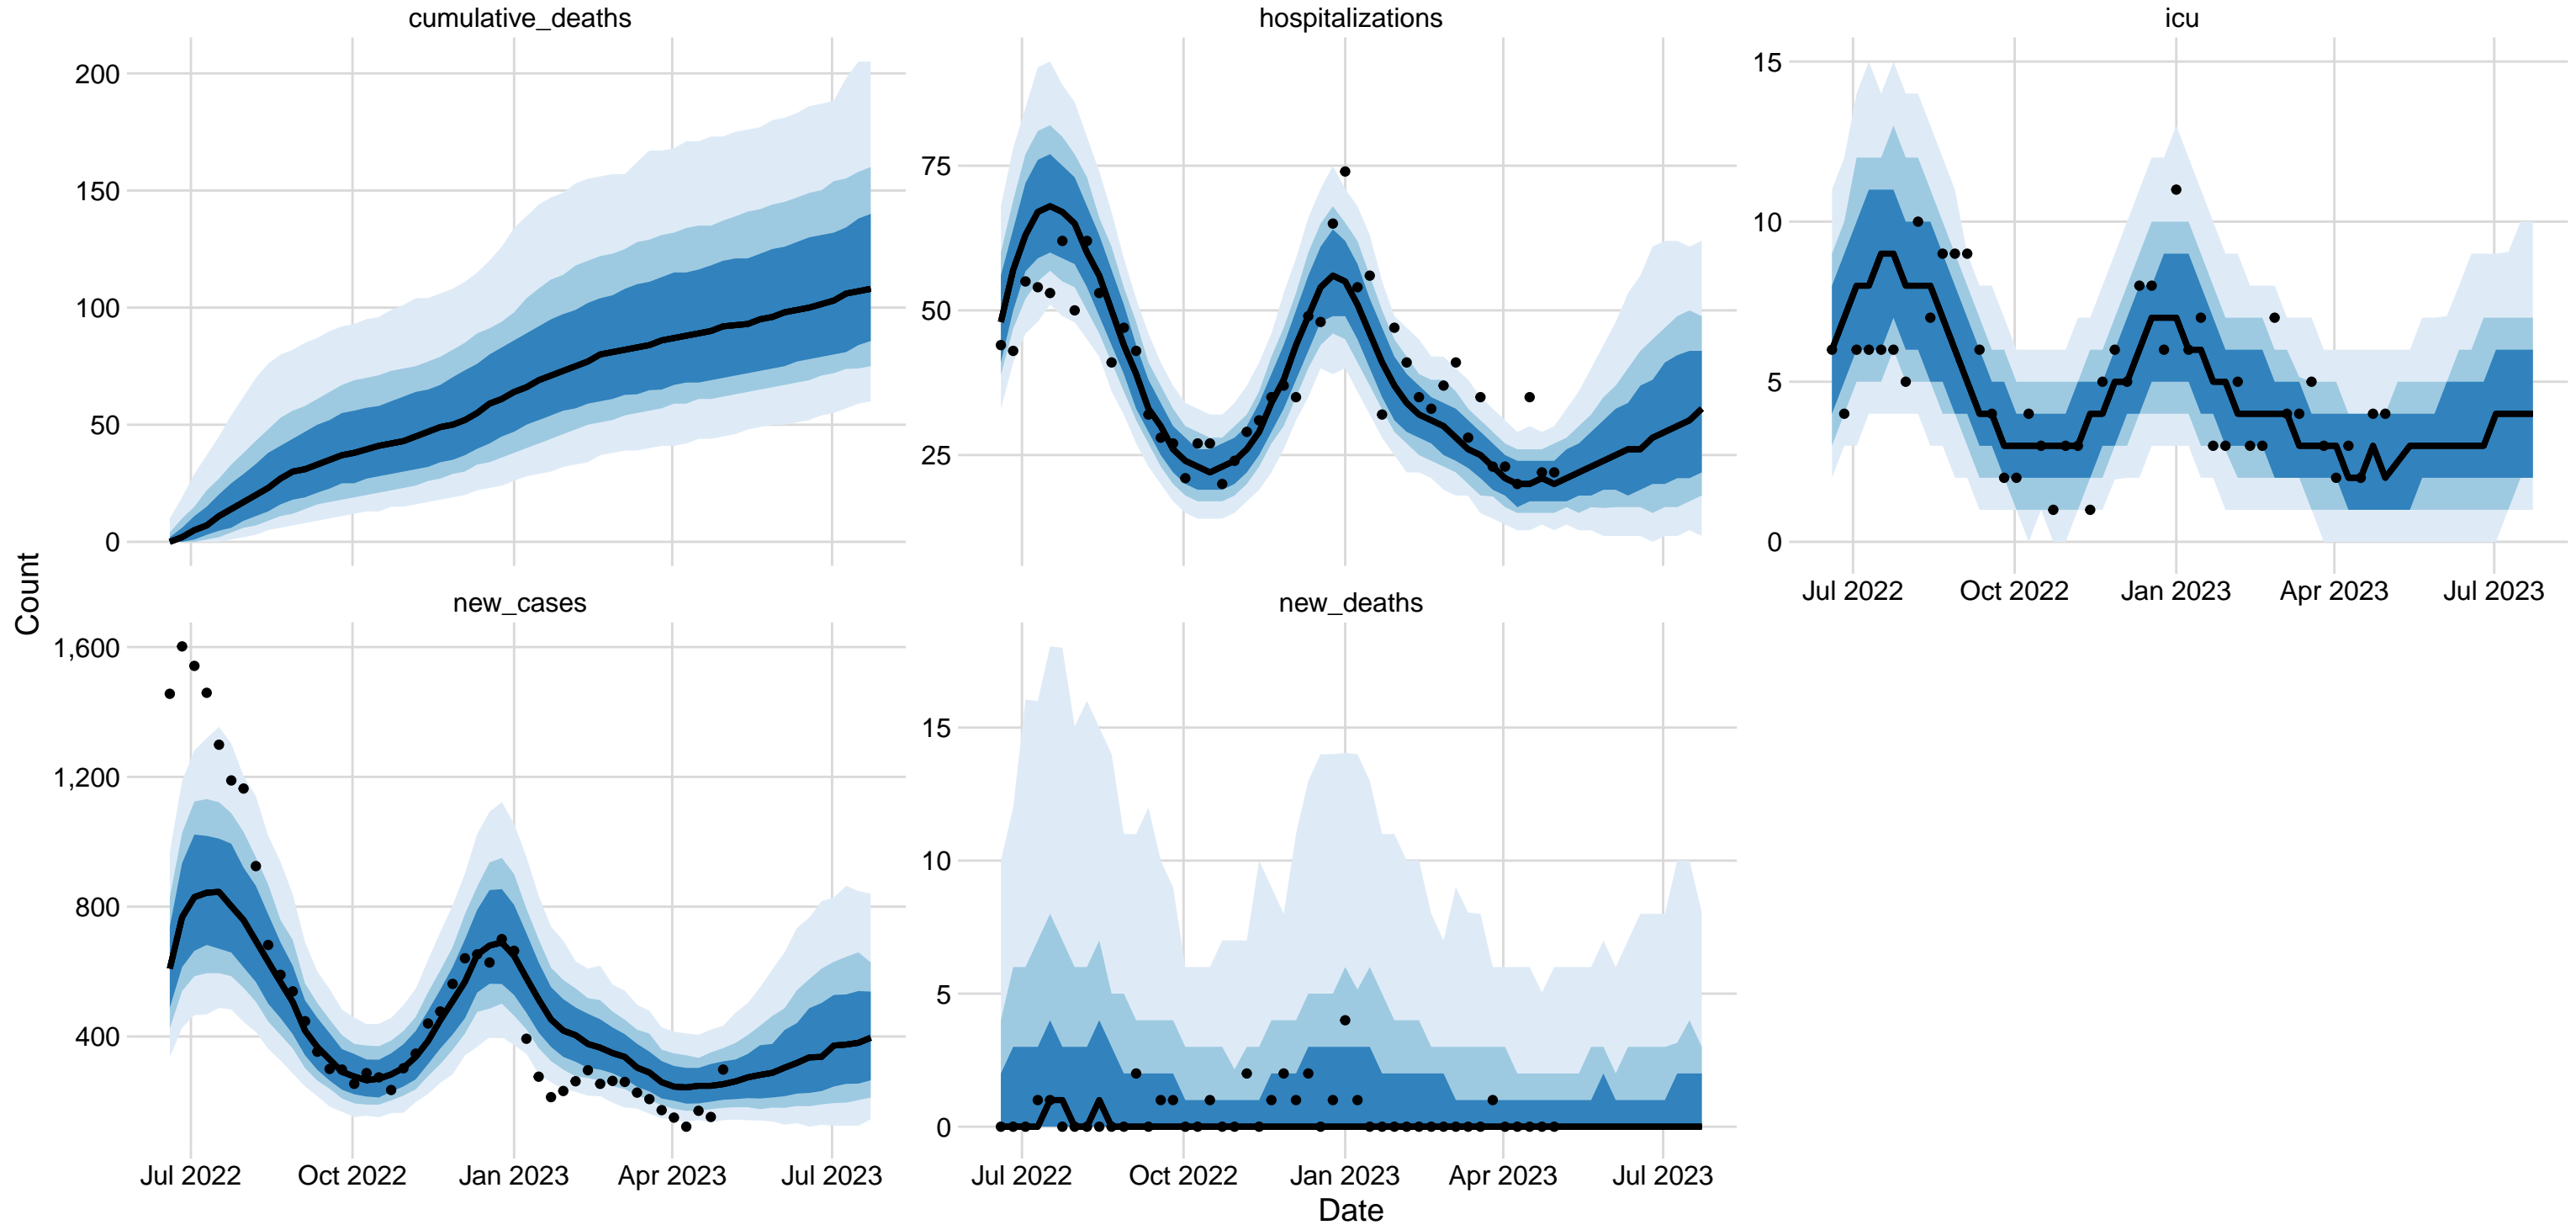 cumulative_deaths
hospitalizations
icu
200
150
100
50
0
75
50
25
15
10
5
0
Jul 2022
Oct 2022
Jan 2023
Apr 2023
Jul 2023
Count
new_cases
new_deaths
1,600
1,200
800
400
15
10
5
0
Jul 2022
Oct 2022
Jan 2023
Apr 2023
Jul 2023
Jul 2022
Oct 2022
Jan 2023
Apr 2023
Jul 2023
Date